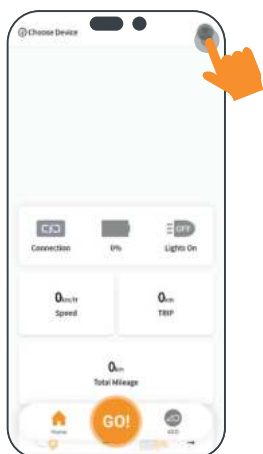 Choose Device
OFF
Connection
0%
Lights On
0km/H
Speed
0km
TRIP
0km
Total Mileage
Home
GO!